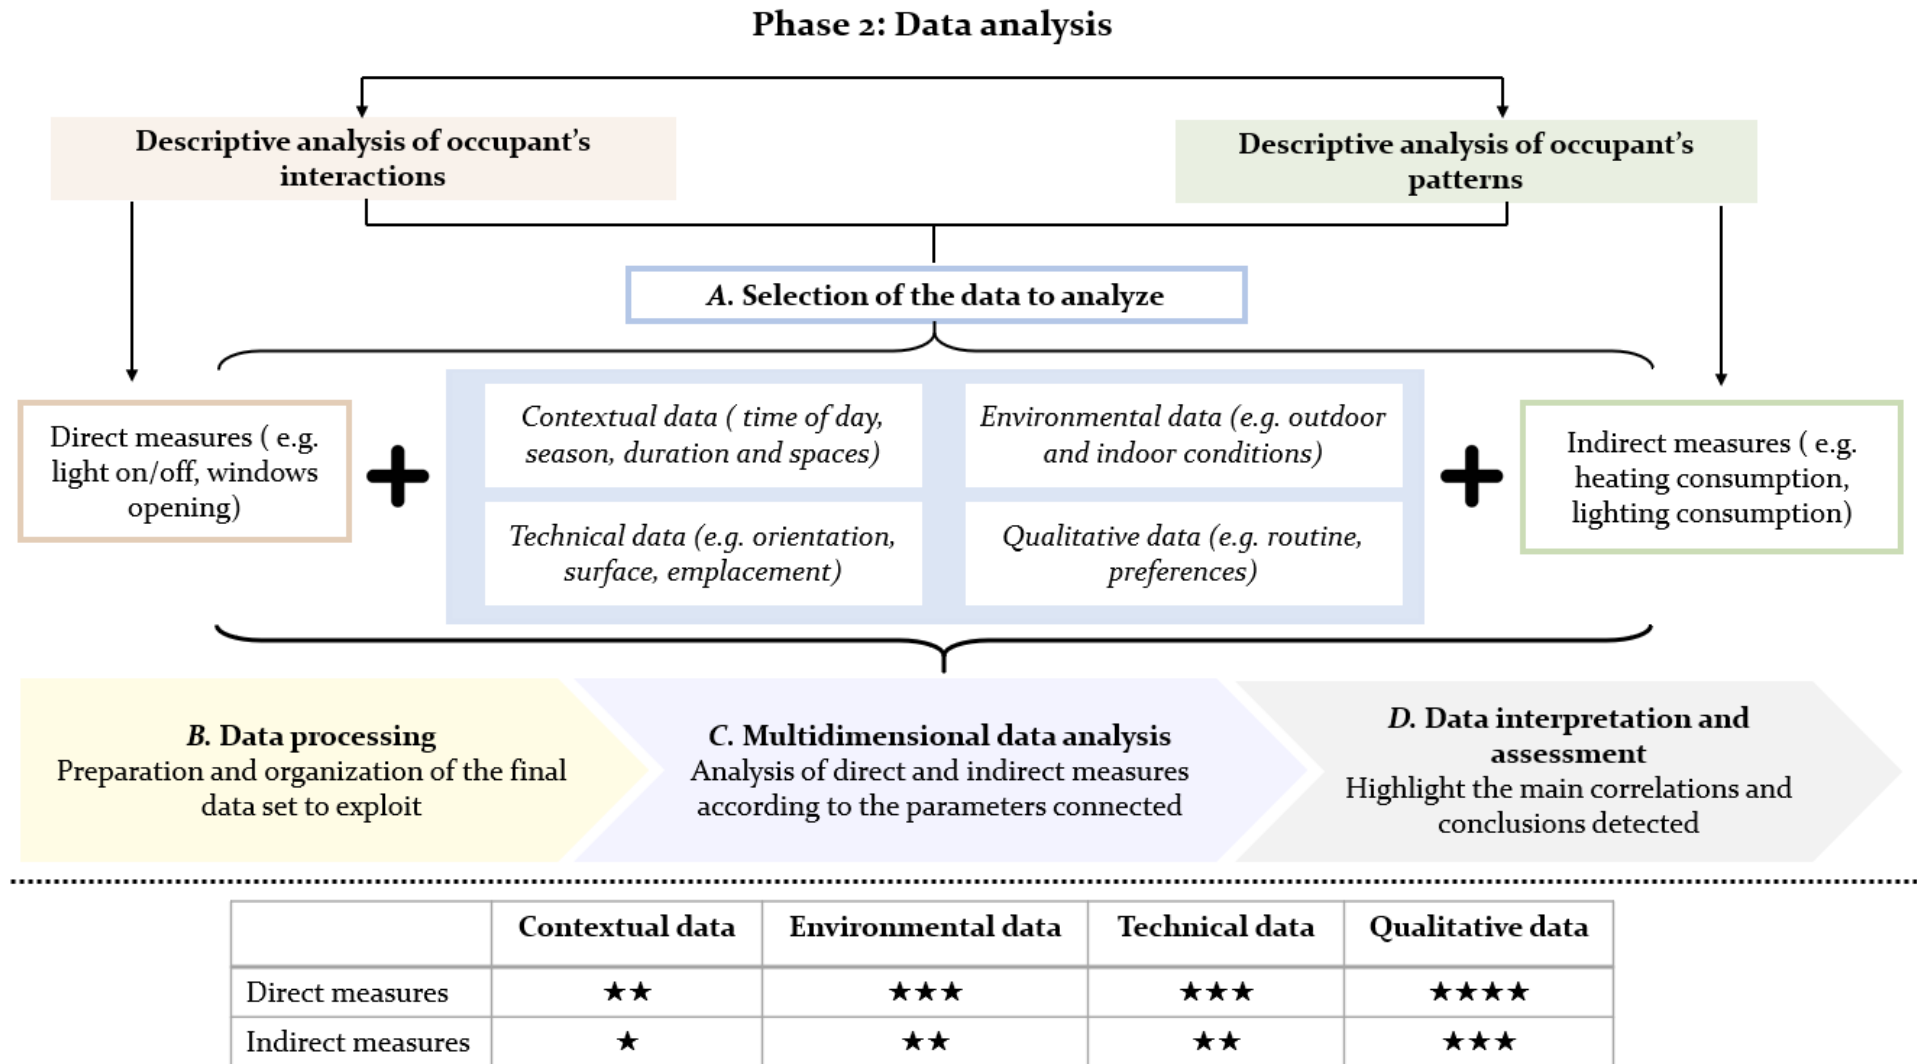 Phase 2: Data analysis
Descriptive analysis of occupant's
interactions
Descriptive analysis of occupant's
patterns
A. Selection of the data to analyze
Direct measures ( e.g.
light on/off, windows
opening)
Contextual data ( time of day,
season, duration and spaces)
Environmental data (e.g. outdoor
and indoor conditions)
Technical data (e.g. orientation,
surface, emplacement)
Qualitative data (e.g. routine,
preferences)
Indirect measures ( e.g.
heating consumption,
lighting consumption)
B. Data processing
Preparation and organization of the final
data set to exploit
C. Multidimensional data analysis
Analysis of direct and indirect measures
according to the parameters connected
D. Data interpretation and
assessment
Highlight the main correlations and
conclusions detected
Contextual data Environmental data Technical data Qualitative data
Direct measures ★★ ★★★ ★★★ ★★★★
Indirect measures ★ ★★ ★★ ★★★